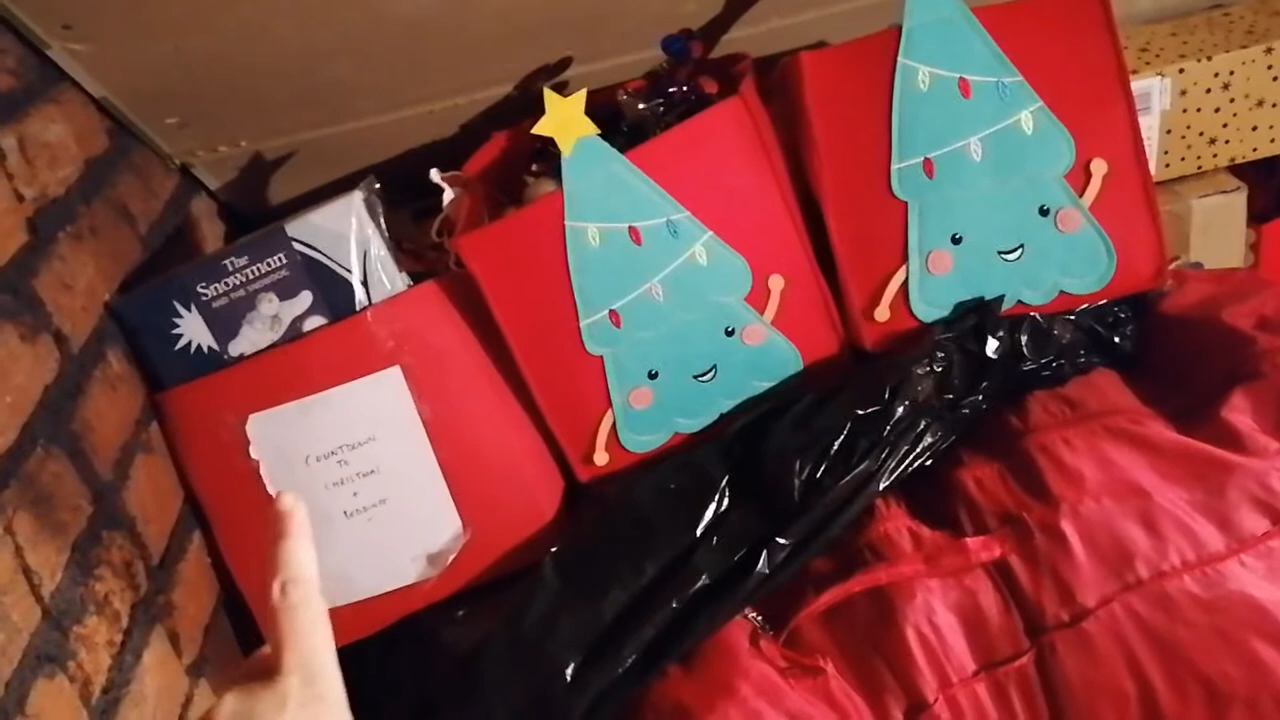 The
Snowman
AND THE SNOWDOG
COUNTDOWN
TO
CHRISTMAS
+
BEDDING